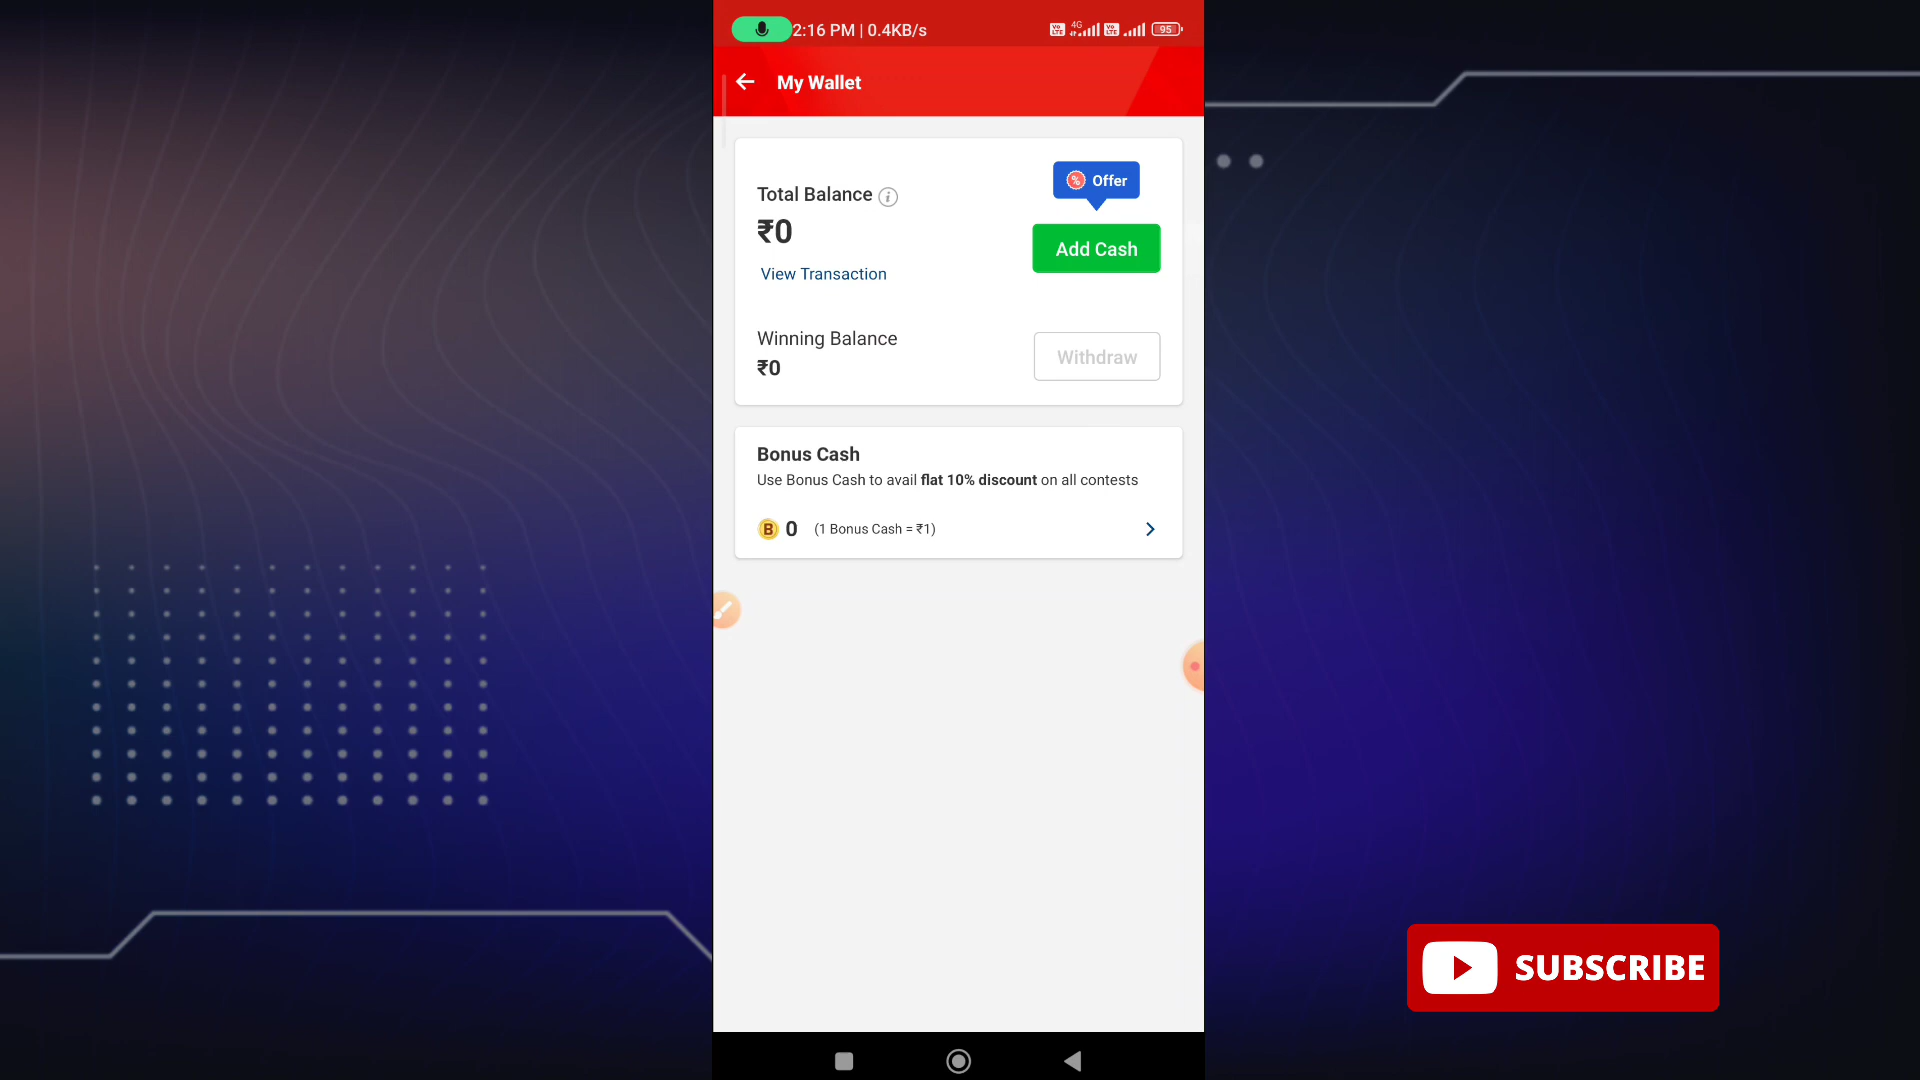 2:16 PM | 0.4KB/s 4G 95
My Wallet
Offer
Total Balance
₹0
Add Cash
View Transaction
Winning Balance
₹0
Withdraw
Bonus Cash
Use Bonus Cash to avail flat 10% discount on all contests
B 0 (1 Bonus Cash = ₹1)
SUBSCRIBE